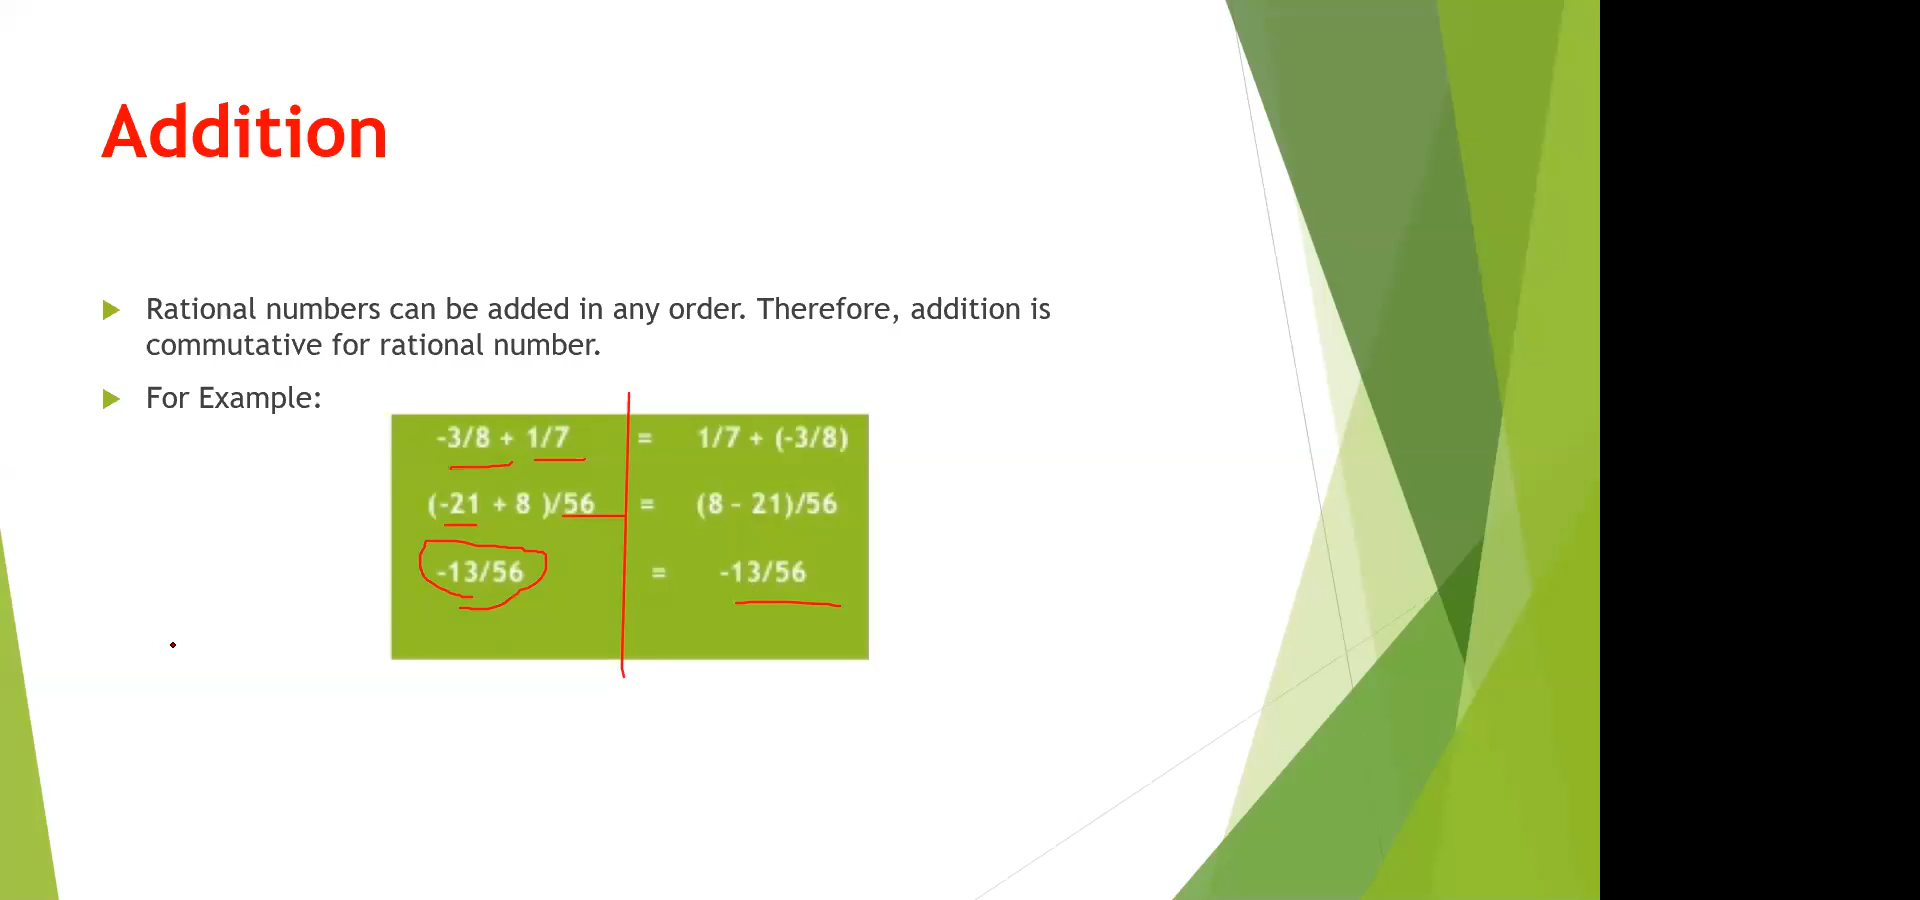 Addition
Rational numbers can be added in any order. Therefore, addition is
commutative for rational number.
For Example:
-3/8 + 1/7 = 1/7 + (-3/8)
(-21 + 8 )/56 = (8 - 21)/56
-13/56 = -13/56